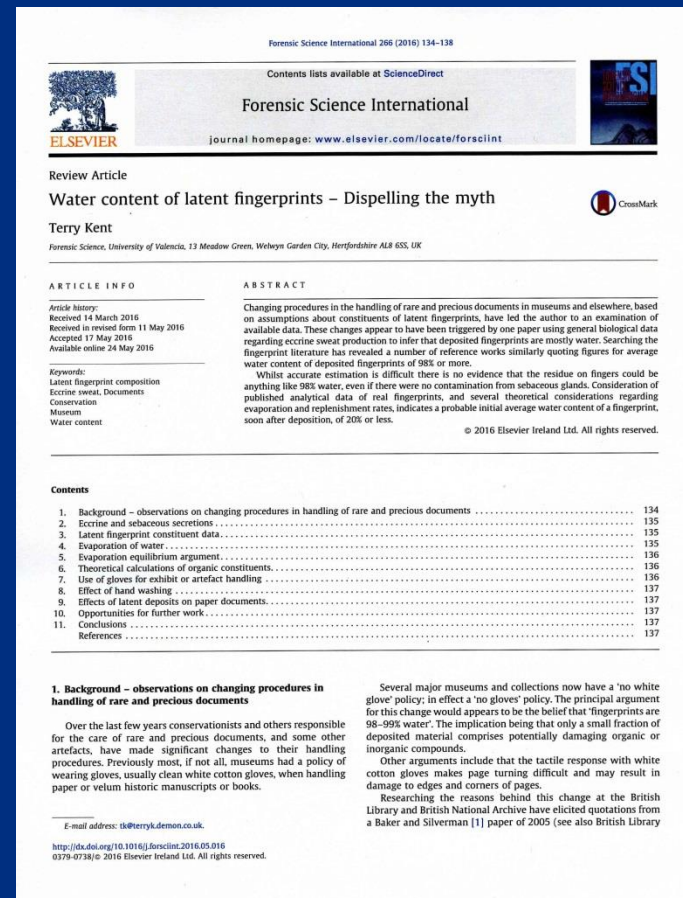 Forensic Science International 266 (2016) 134–138
Contents lists available at ScienceDirect
Forensic Science International
journal homepage: www.elsevier.com/locate/forsciint
ELSEVIER
FSI
Review Article
Water content of latent fingerprints – Dispelling the myth
CrossMark
Terry Kent
Forensic Science, University of Valencia, 13 Meadow Green, Welwyn Garden City, Hertfordshire AL8 6SS, UK
ARTICLE INFO
Article history:
Received 14 March 2016
Received in revised form 11 May 2016
Accepted 17 May 2016
Available online 24 May 2016
Keywords:
Latent fingerprint composition
Eccrine sweat, Documents
Conservation
Museum
Water content
ABSTRACT
Changing procedures in the handling of rare and precious documents in museums and elsewhere, based
on assumptions about constituents of latent fingerprints, have led the author to an examination of
available data. These changes appear to have been triggered by one paper using general biological data
regarding eccrine sweat production to infer that deposited fingerprints are mostly water. Searching the
fingerprint literature has revealed a number of reference works similarly quoting figures for average
water content of deposited fingerprints of 98% or more.
Whilst accurate estimation is difficult there is no evidence that the residue on fingers could be
anything like 98% water, even if there were no contamination from sebaceous glands. Consideration of
published analytical data of real fingerprints, and several theoretical considerations regarding
evaporation and replenishment rates, indicates a probable initial average water content of a fingerprint,
soon after deposition, of 20% or less.
© 2016 Elsevier Ireland Ltd. All rights reserved.
Contents
1. Background – observations on changing procedures in handling of rare and precious documents ................................ 134
2. Eccrine and sebaceous secretions ................................ 135
3. Latent fingerprint constituent data ................................ 135
4. Evaporation of water ................................ 135
5. Evaporation equilibrium argument ................................ 136
6. Theoretical calculations of organic constituents ................................ 136
7. Use of gloves for exhibit or artefact handling ................................ 136
8. Effect of hand washing ................................ 137
9. Effects of latent deposits on paper documents ................................ 137
10. Opportunities for further work ................................ 137
11. Conclusions ................................ 137
References ................................ 137
1. Background – observations on changing procedures in
handling of rare and precious documents
Over the last few years conservationists and others responsible
for the care of rare and precious documents, and some other
artefacts, have made significant changes to their handling
procedures. Previously most, if not all, museums had a policy of
wearing gloves, usually clean white cotton gloves, when handling
paper or velum historic manuscripts or books.
E-mail address: tk@terryk.demon.co.uk.
http://dx.doi.org/10.1016/j.forsciint.2016.05.016
0379-0738/© 2016 Elsevier Ireland Ltd. All rights reserved.
Several major museums and collections now have a 'no white
glove' policy; in effect a 'no gloves' policy. The principal argument
for this change would appears to be the belief that 'fingerprints are
98–99% water'. The implication being that only a small fraction of
deposited material comprises potentially damaging organic or
inorganic compounds.
Other arguments include that the tactile response with white
cotton gloves makes page turning difficult and may result in
damage to edges and corners of pages.
Researching the reasons behind this change at the British
Library and British National Archive have elicited quotations from
a Baker and Silverman [1] paper of 2005 (see also British Library